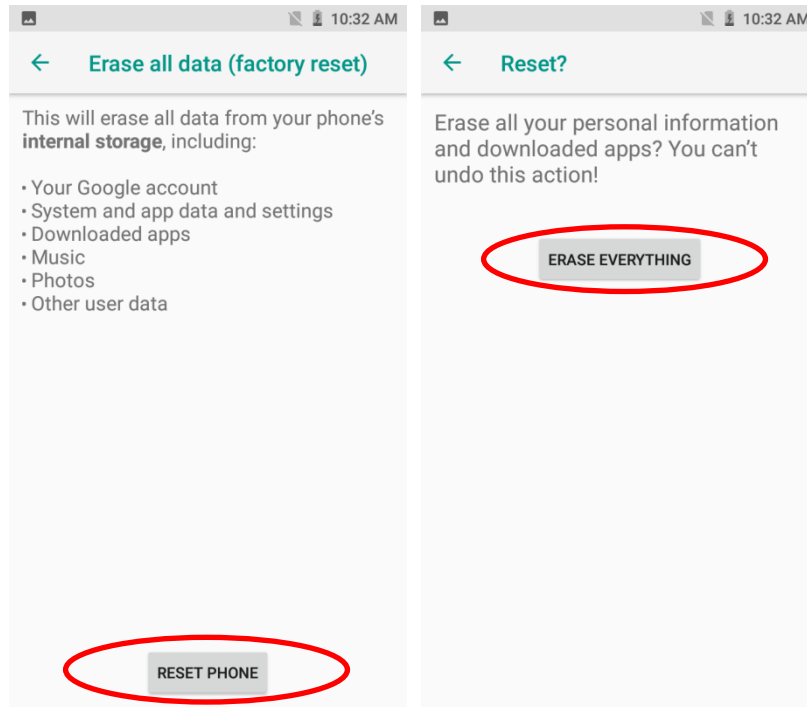 10:32 AM
← Erase all data (factory reset)
This will erase all data from your phone's
internal storage, including:
• Your Google account
• System and app data and settings
• Downloaded apps
• Music
• Photos
• Other user data
RESET PHONE
10:32 AM
← Reset?
Erase all your personal information
and downloaded apps? You can't
undo this action!
ERASE EVERYTHING